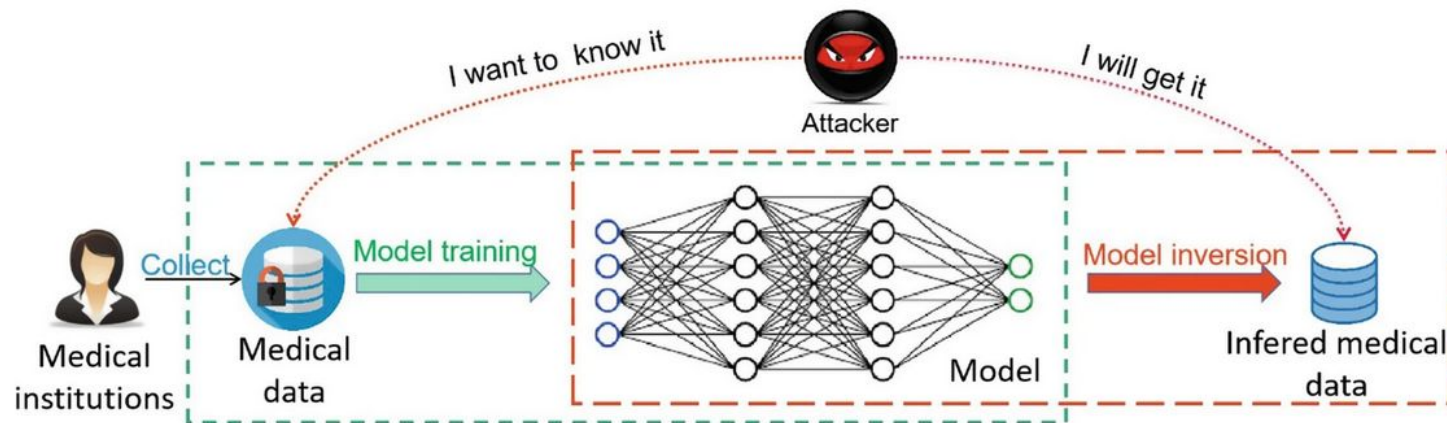 I want to know it
I will get it
Attacker
Collect
Model training
Model inversion
Medical
institutions
Medical
data
Model
Infered medical
data